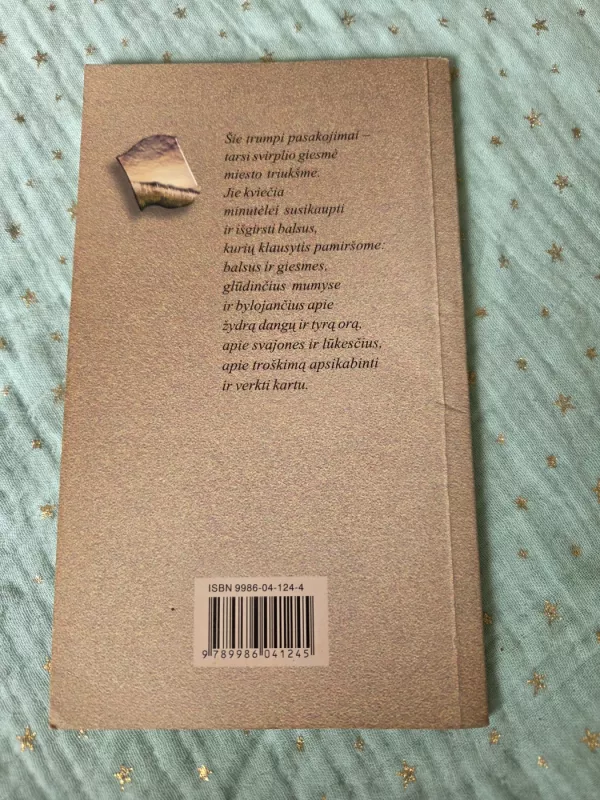 Šie trumpi pasakojimai –
tarsi svirplio giesmė
miesto triukšme.
Jie kviečia
minutėlei susikaupti
ir išgirsti balsus,
kurių klausytis pamiršome:
balsus ir giesmes,
glūdinčius mumyse
ir bylojančius apie
žydrą dangų ir tyrą orą,
apie svajones ir lūkesčius,
apie troškimą apsikabinti
ir verkti kartu.
ISBN 9986-04-124-4
9 789986 041245